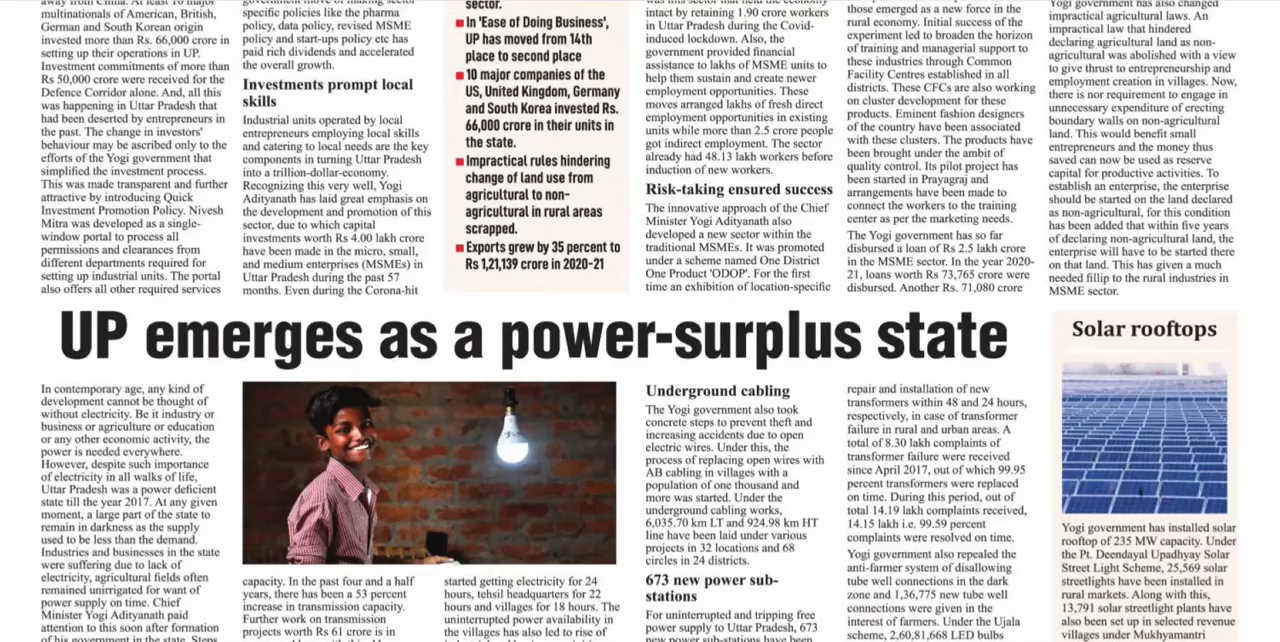 away from China. At least 10 major
multinationals of American, British,
German and South Korean origin
invested more than Rs. 66,000 crore in
setting up their operations in UP.
Investment commitments of more than
Rs 50,000 crore were received for the
Defence Corridor alone. And, all this
was happening in Uttar Pradesh that
had been deserted by entrepreneurs in
the past. The change in investors'
behaviour may be ascribed only to the
efforts of the Yogi government that
simplified the investment process.
This was made transparent and further
attractive by introducing Quick
Investment Promotion Policy. Nivesh
Mitra was developed as a single-
window portal to process all
permissions and clearances from
different departments required for
setting up industrial units. The portal
also offers all other required services
specific policies like the pharma
policy, data policy, revised MSME
policy and start-ups policy etc has
paid rich dividends and accelerated
the overall growth.
Investments prompt local
skills
Industrial units operated by local
entrepreneurs employing local skills
and catering to local needs are the key
components in turning Uttar Pradesh
into a trillion-dollar-economy.
Recognizing this very well, Yogi
Adityanath has laid great emphasis on
the development and promotion of this
sector, due to which capital
investments worth Rs 4.00 lakh crore
have been made in the micro, small,
and medium enterprises (MSMEs) in
Uttar Pradesh during the past 57
months. Even during the Corona-hit
sector.
In 'Ease of Doing Business',
UP has moved from 14th
place to second place
10 major companies of the
US, United Kingdom, Germany
and South Korea invested Rs.
66,000 crore in their units in
the state.
Impractical rules hindering
change of land use from
agricultural to non-
agricultural in rural areas
scrapped.
Exports grew by 35 percent to
Rs 1,21,139 crore in 2020-21
intact by retaining 1.90 crore workers
in Uttar Pradesh during the Covid-
induced lockdown. Also, the
government provided financial
assistance to lakhs of MSME units to
help them sustain and create newer
employment opportunities. These
moves arranged lakhs of fresh direct
employment opportunities in existing
units while more than 2.5 crore people
got indirect employment. The sector
already had 48.13 lakh workers before
induction of new workers.
Risk-taking ensured success
The innovative approach of the Chief
Minister Yogi Adityanath also
developed a new sector within the
traditional MSMEs. It was promoted
under a scheme named One District
One Product 'ODOP'. For the first
time an exhibition of location-specific
those emerged as a new force in the
rural economy. Initial success of the
experiment led to broaden the horizon
of training and managerial support to
these industries through Common
Facility Centres established in all
districts. These CFCs are also working
on cluster development for these
products. Eminent fashion designers
of the country have been associated
with these clusters. The products have
been brought under the ambit of
quality control. Its pilot project has
been started in Prayagraj and
arrangements have been made to
connect the workers to the training
center as per the marketing needs.
The Yogi government has so far
disbursed a loan of Rs 2.5 lakh crore
in the MSME sector. In the year 2020-
21, loans worth Rs 73,765 crore were
disbursed. Another Rs. 71,080 crore
Yogi government has also changed
impractical agricultural laws. An
impractical law that hindered
declaring agricultural land as non-
agricultural was abolished with a view
to give thrust to entrepreneurship and
employment creation in villages. Now,
there is nor requirement to engage in
unnecessary expenditure of erecting
boundary walls on non-agricultural
land. This would benefit small
entrepreneurs and the money thus
saved can now be used as reserve
capital for productive activities. To
establish an enterprise, the enterprise
should be started on the land declared
as non-agricultural, for this condition
has been added that within five years
of declaring non-agricultural land, the
enterprise will have to be started there
on that land. This has given a much
needed fillip to the rural industries in
MSME sector.
UP emerges as a power-surplus state
In contemporary age, any kind of
development cannot be thought of
without electricity. Be it industry or
business or agriculture or education
or any other economic activity, the
power is needed everywhere.
However, despite such importance
of electricity in all walks of life,
Uttar Pradesh was a power deficient
state till the year 2017. At any given
moment, a large part of the state to
remain in darkness as the supply
used to be less than the demand.
Industries and businesses in the state
were suffering due to lack of
electricity, agricultural fields often
remained unirrigated for want of
power supply on time. Chief
Minister Yogi Adityanath paid
attention to this soon after formation
of his government in the state. Steps
capacity. In the past four and a half
years, there has been a 53 percent
increase in transmission capacity.
Further work on transmission
projects worth Rs 61 crore is in
started getting electricity for 24
hours, tehsil headquarters for 22
hours and villages for 18 hours. The
uninterrupted power availability in
the villages has also led to rise of
Underground cabling
The Yogi government also took
concrete steps to prevent theft and
increasing accidents due to open
electric wires. Under this, the
process of replacing open wires with
AB cabling in villages with a
population of one thousand and
more was started. Under the
underground cabling works,
6,035.70 km LT and 924.98 km HT
line have been laid under various
projects in 32 locations and 68
circles in 24 districts.
673 new power sub-
stations
For uninterrupted and tripping free
power supply to Uttar Pradesh, 673
new power sub-stations have been
repair and installation of new
transformers within 48 and 24 hours,
respectively, in case of transformer
failure in rural and urban areas. A
total of 8.30 lakh complaints of
transformer failure were received
since April 2017, out of which 99.95
percent transformers were replaced
on time. During this period, out of
total 14.19 lakh complaints received,
14.15 lakh i.e. 99.59 percent
complaints were resolved on time.
Yogi government also repealed the
anti-farmer system of disallowing
tube well connections in the dark
zone and 1,36,775 new tube well
connections were given in the
interest of farmers. Under the Ujala
scheme, 2,60,81,668 LED bulbs
Solar rooftops
Yogi government has installed solar
rooftop of 235 MW capacity. Under
the Pt. Deendayal Upadhyay Solar
Street Light Scheme, 25,569 solar
streetlights have been installed in
rural markets. Along with this,
13,791 solar streetlight plants have
also been set up in selected revenue
villages under Mukhyamantri